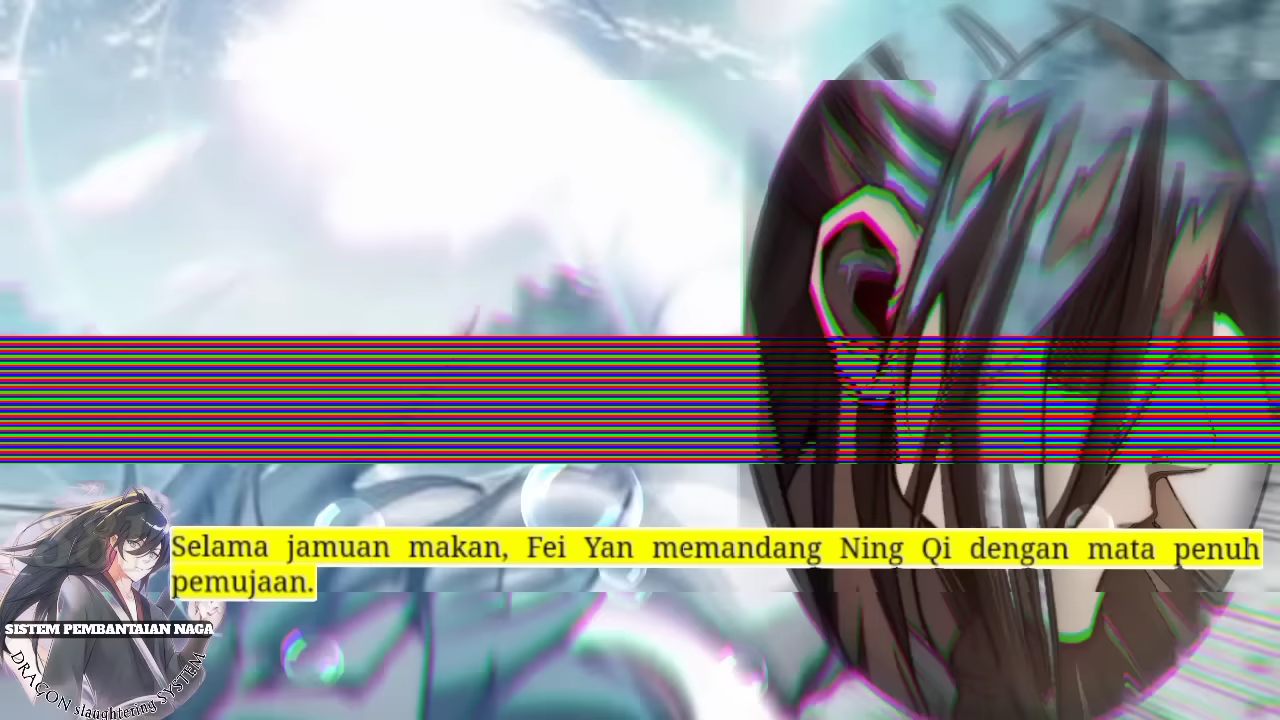 Selama jamuan makan, Fei Yan memandang Ning Qi dengan mata penuh
pemujaan.
SISTEM PEMBANTAIAN NAGA
DRAGON slaughtering SYSTEM